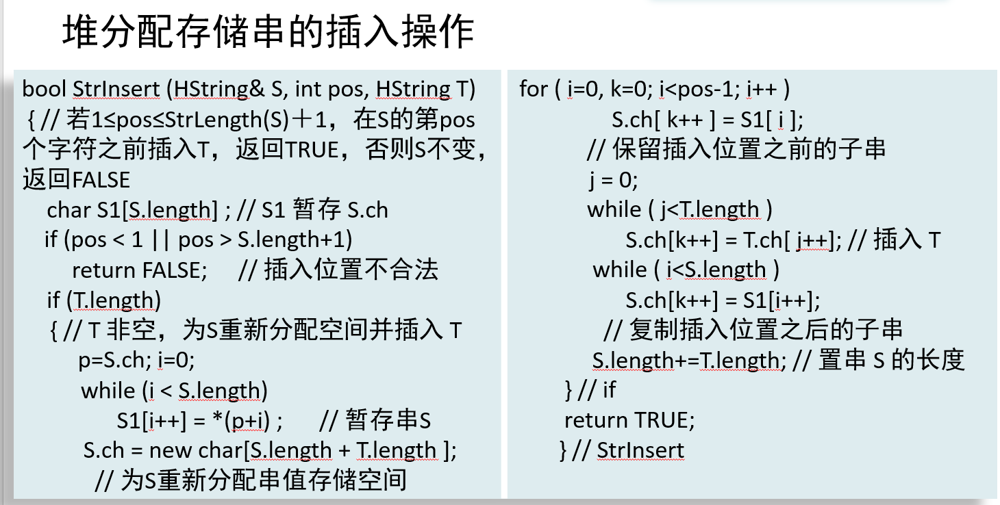 堆分配存储串的插入操作
bool StrInsert (HString& S, int pos, HString T)
{ // 若1≤pos≤StrLength(S)＋1，在S的第pos
个字符之前插入T，返回TRUE，否则S不变，
返回FALSE
char S1[S.length] ; // S1 暂存 S.ch
if (pos < 1 || pos > S.length+1)
return FALSE; // 插入位置不合法
if (T.length)
{ // T 非空，为S重新分配空间并插入 T
p=S.ch; i=0;
while (i < S.length)
S1[i++] = *(p+i) ; // 暂存串S
S.ch = new char[S.length + T.length ];
// 为S重新分配串值存储空间
for ( i=0, k=0; i<pos-1; i++ )
S.ch[ k++ ] = S1[ i ];
// 保留插入位置之前的子串
j = 0;
while ( j<T.length )
S.ch[k++] = T.ch[ j++]; // 插入 T
while ( i<S.length )
S.ch[k++] = S1[i++];
// 复制插入位置之后的子串
S.length+=T.length; // 置串 S 的长度
} // if
return TRUE;
} // StrInsert